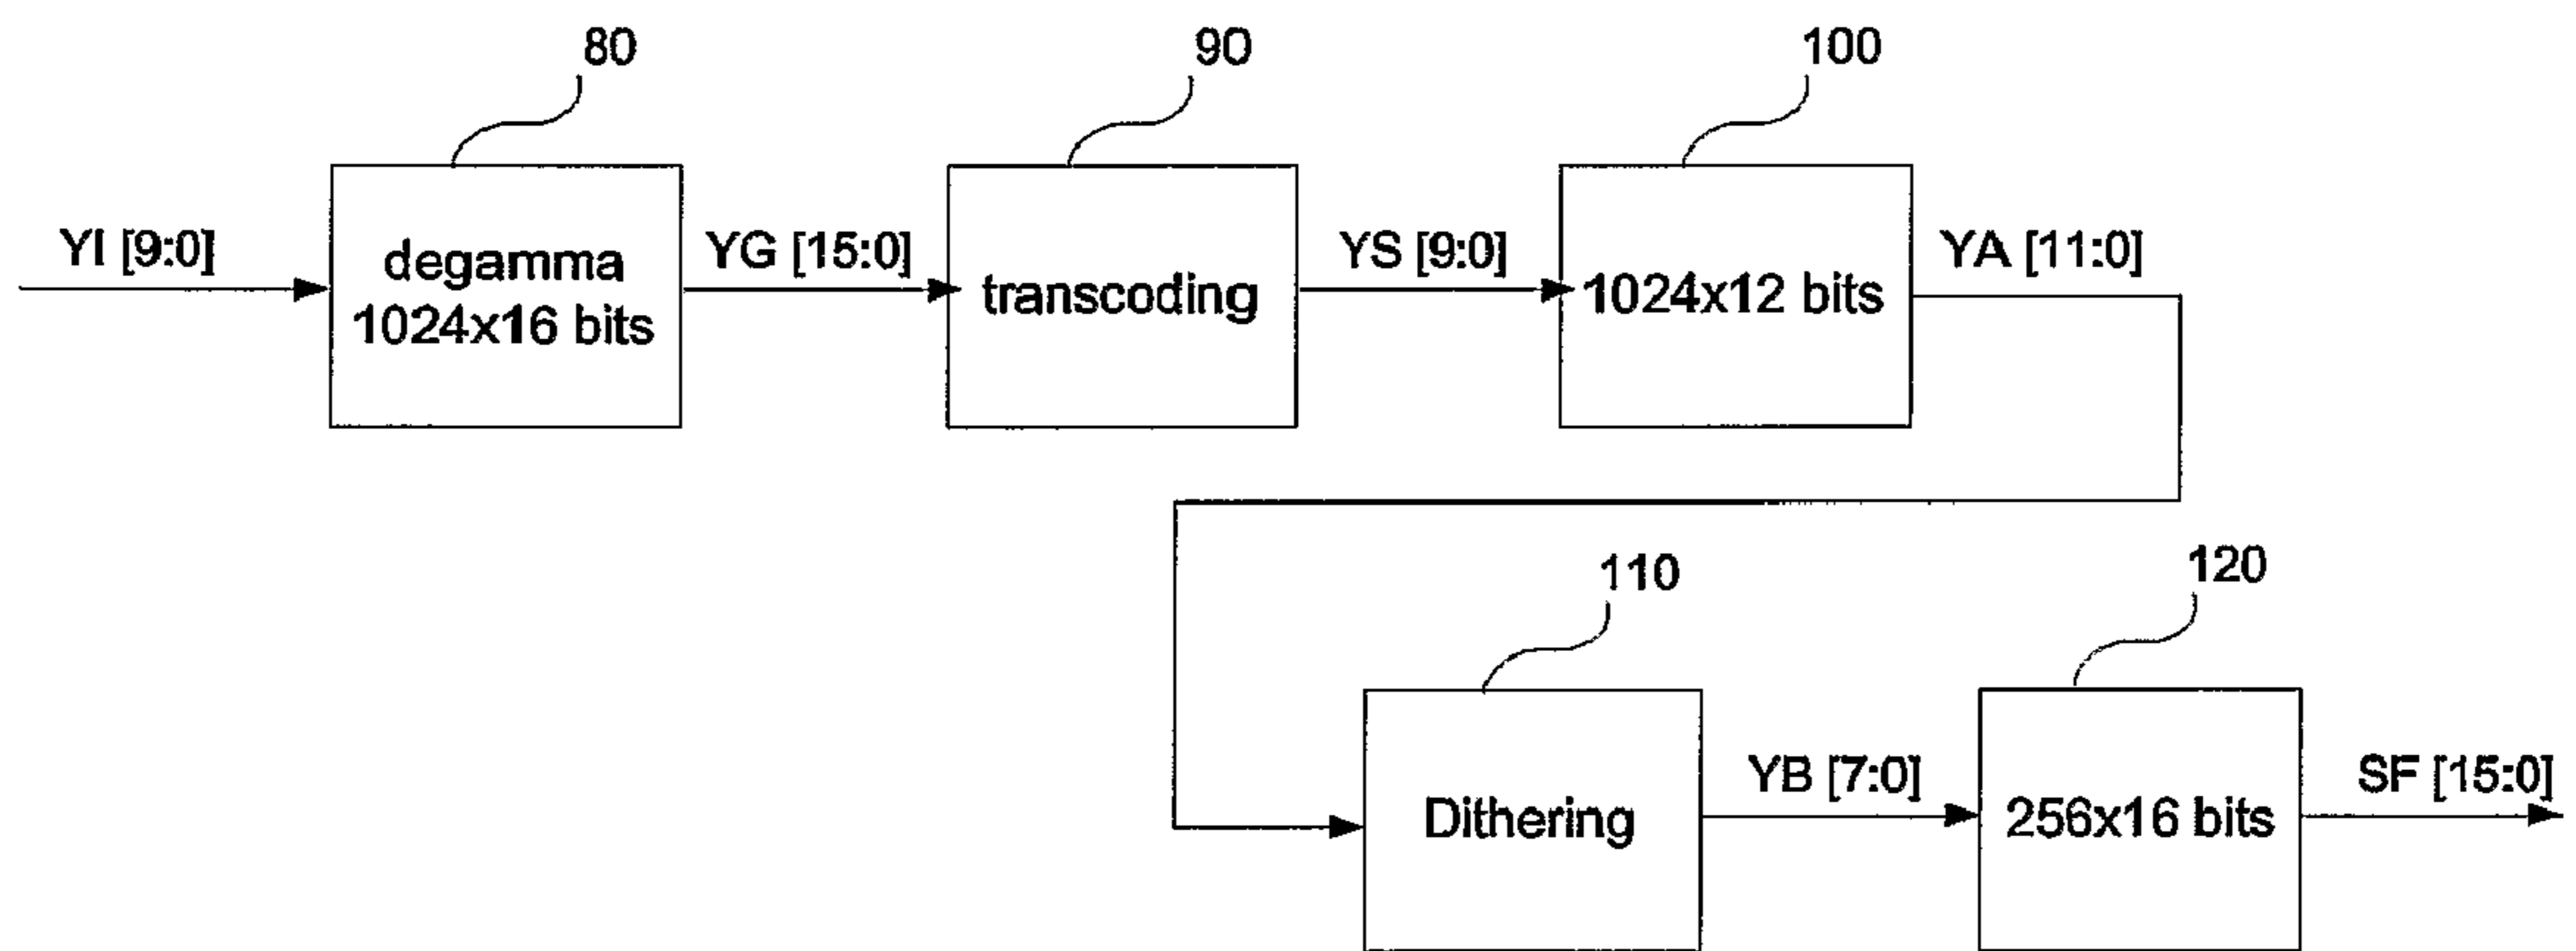 80
90
100
YI [9:0]
degamma
1024x16 bits
YG [15:0]
transcoding
YS [9:0]
1024x12 bits
YA [11:0]
110
120
Dithering
YB [7:0]
256x16 bits
SF [15:0]